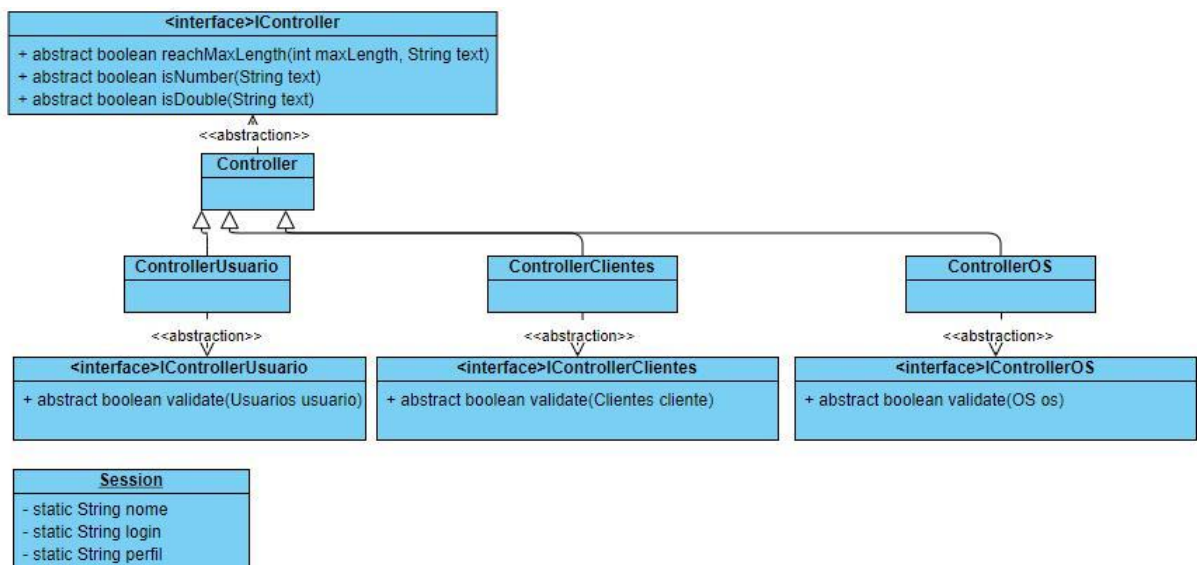 <interface>IController
+ abstract boolean reachMaxLength(int maxLength, String text)
+ abstract boolean isNumber(String text)
+ abstract boolean isDouble(String text)
<<abstraction>>
Controller
ControllerUsuario
ControllerClientes
ControllerOS
<<abstraction>>
<<abstraction>>
<<abstraction>>
<interface>IControllerUsuario
+ abstract boolean validate(Usuarios usuario)
<interface>IControllerClientes
+ abstract boolean validate(Clientes cliente)
<interface>IControllerOS
+ abstract boolean validate(OS os)
Session
- static String nome
- static String login
- static String perfil